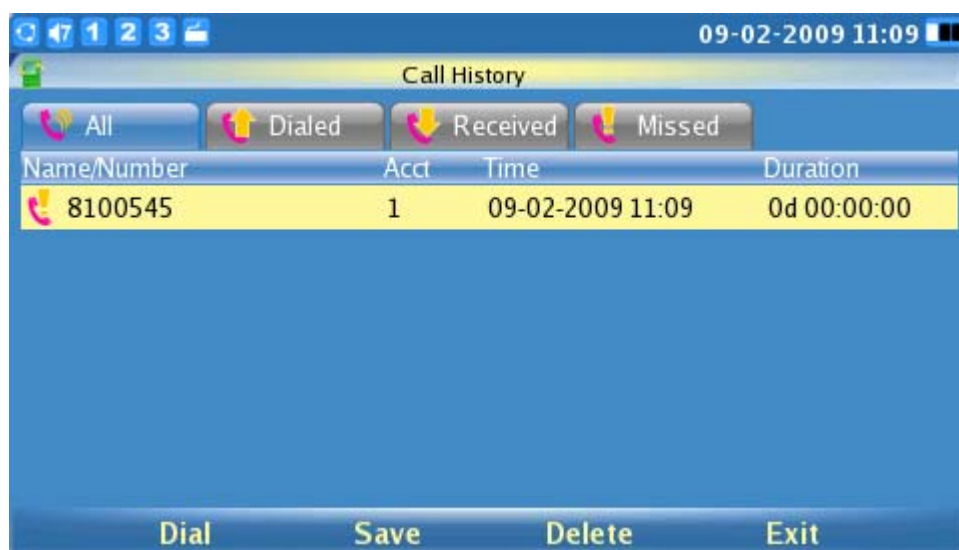 7 1 2 3 09-02-2009 11:09
Call History
All Dialed Received Missed
Name/Number Acct Time Duration
8100545 1 09-02-2009 11:09 0d 00:00:00
Dial Save Delete Exit